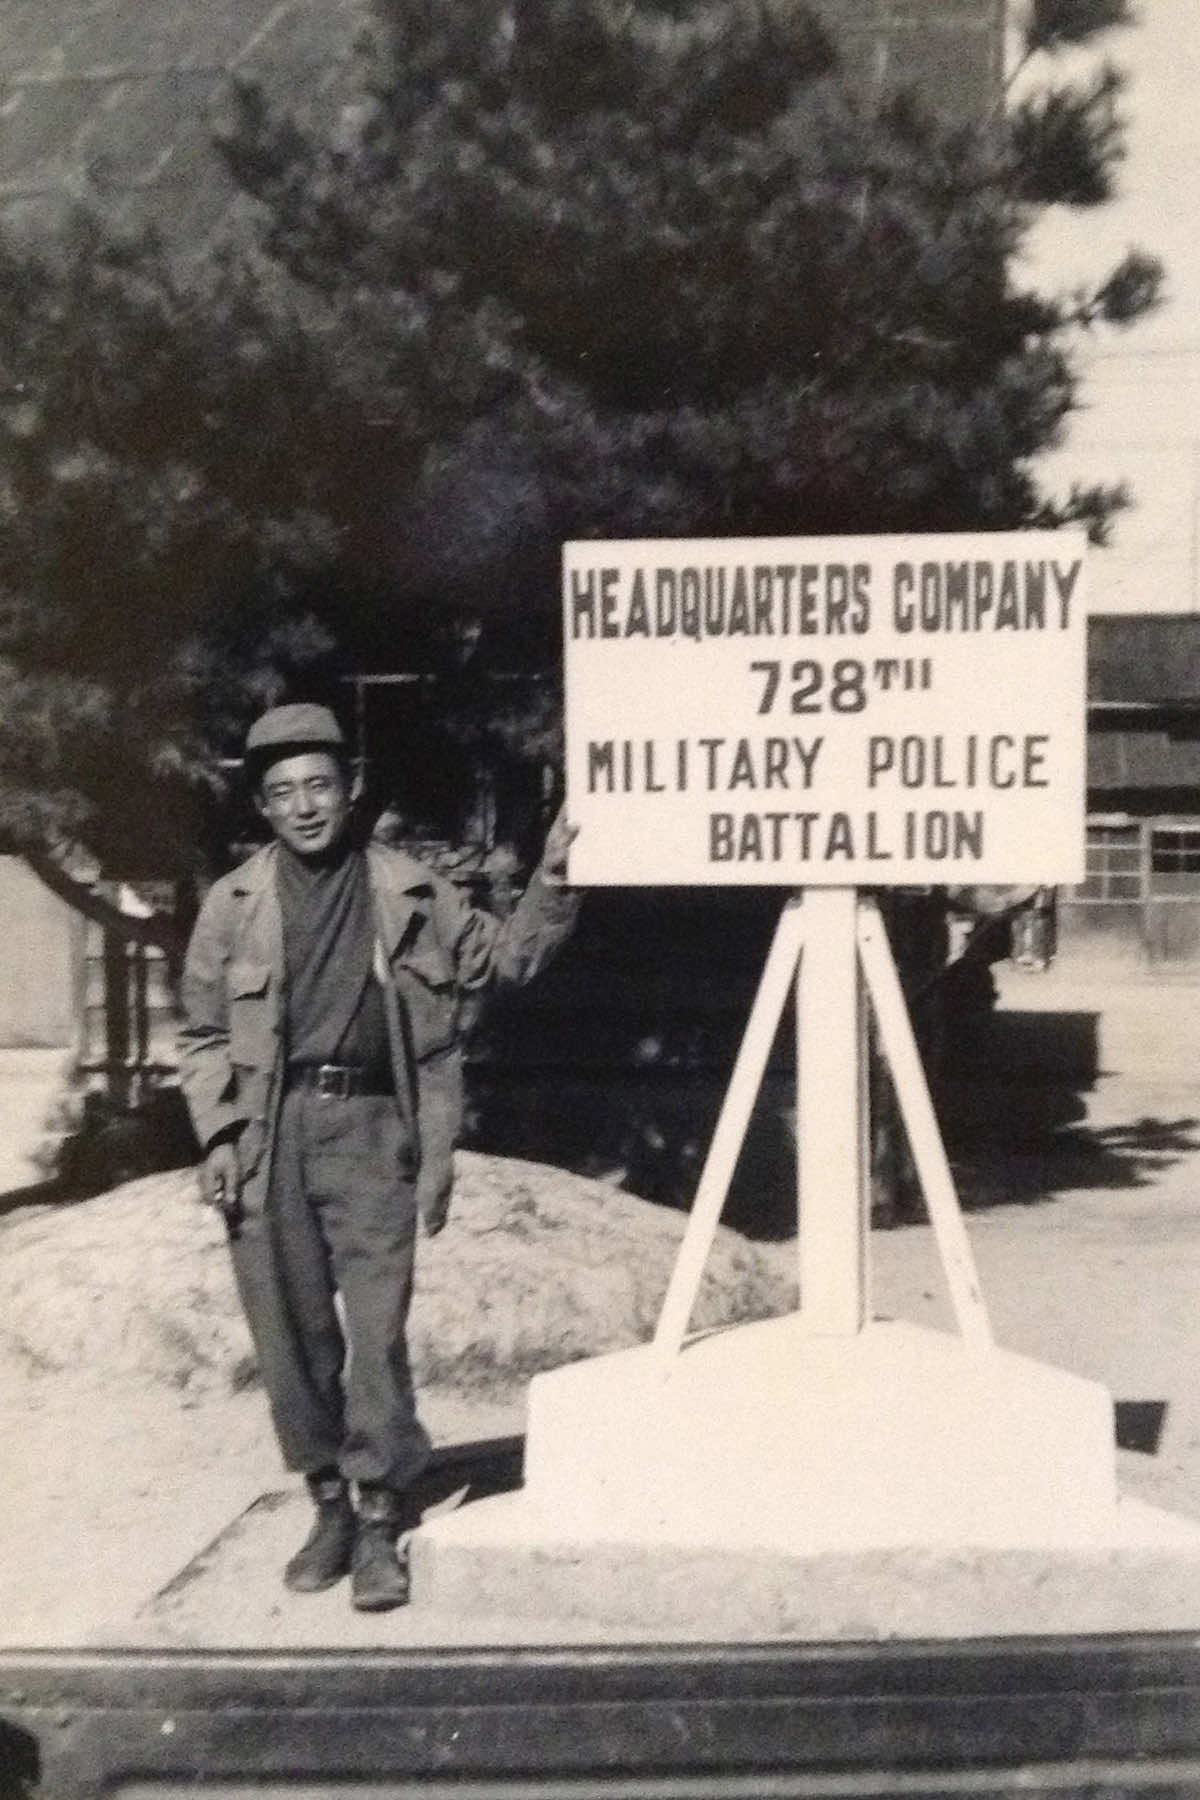 HEADQUARTERS COMPANY
728TH
MILITARY POLICE
BATTALION